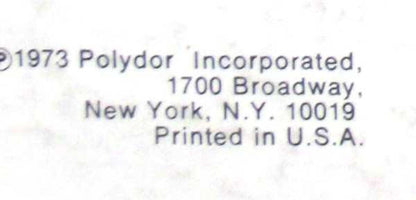 ℗1973 Polydor Incorporated,
1700 Broadway,
New York, N.Y. 10019
Printed in U.S.A.